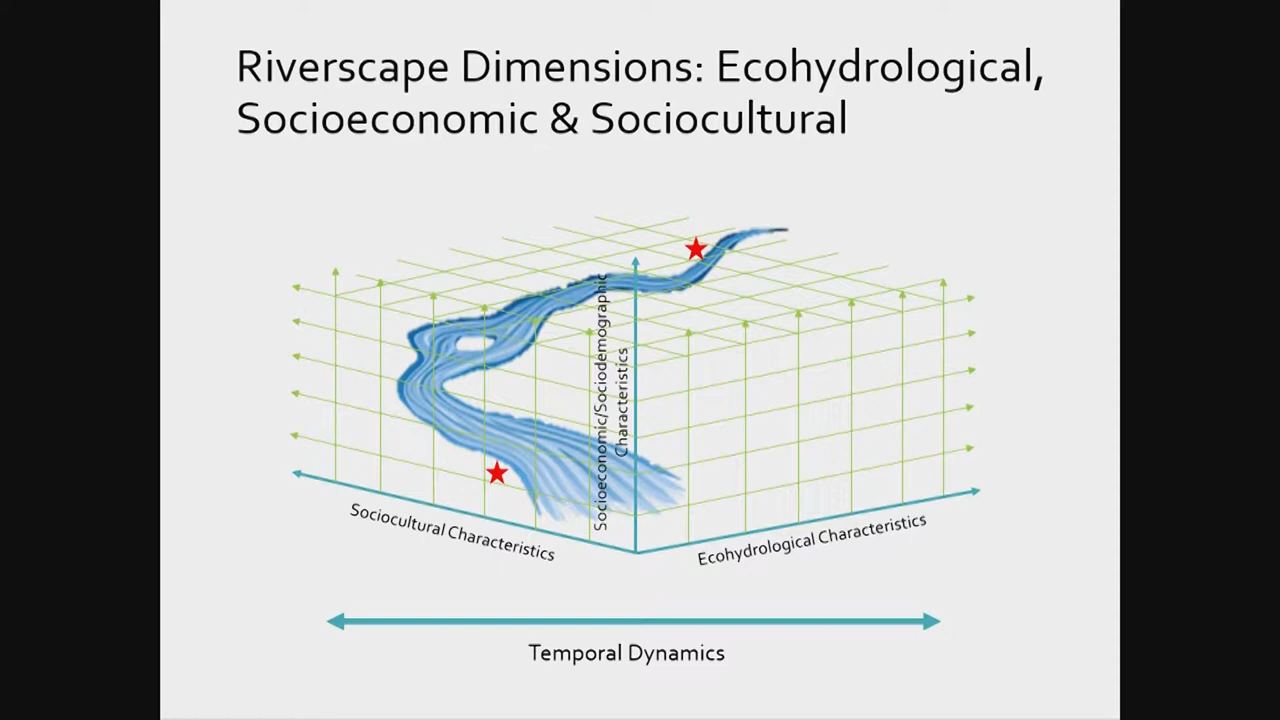 Riverscape Dimensions: Ecohydrological,
Socioeconomic & Sociocultural
Socioeconomic/Sociodemographic
Characteristics
Sociocultural Characteristics
Ecohydrological Characteristics
Temporal Dynamics